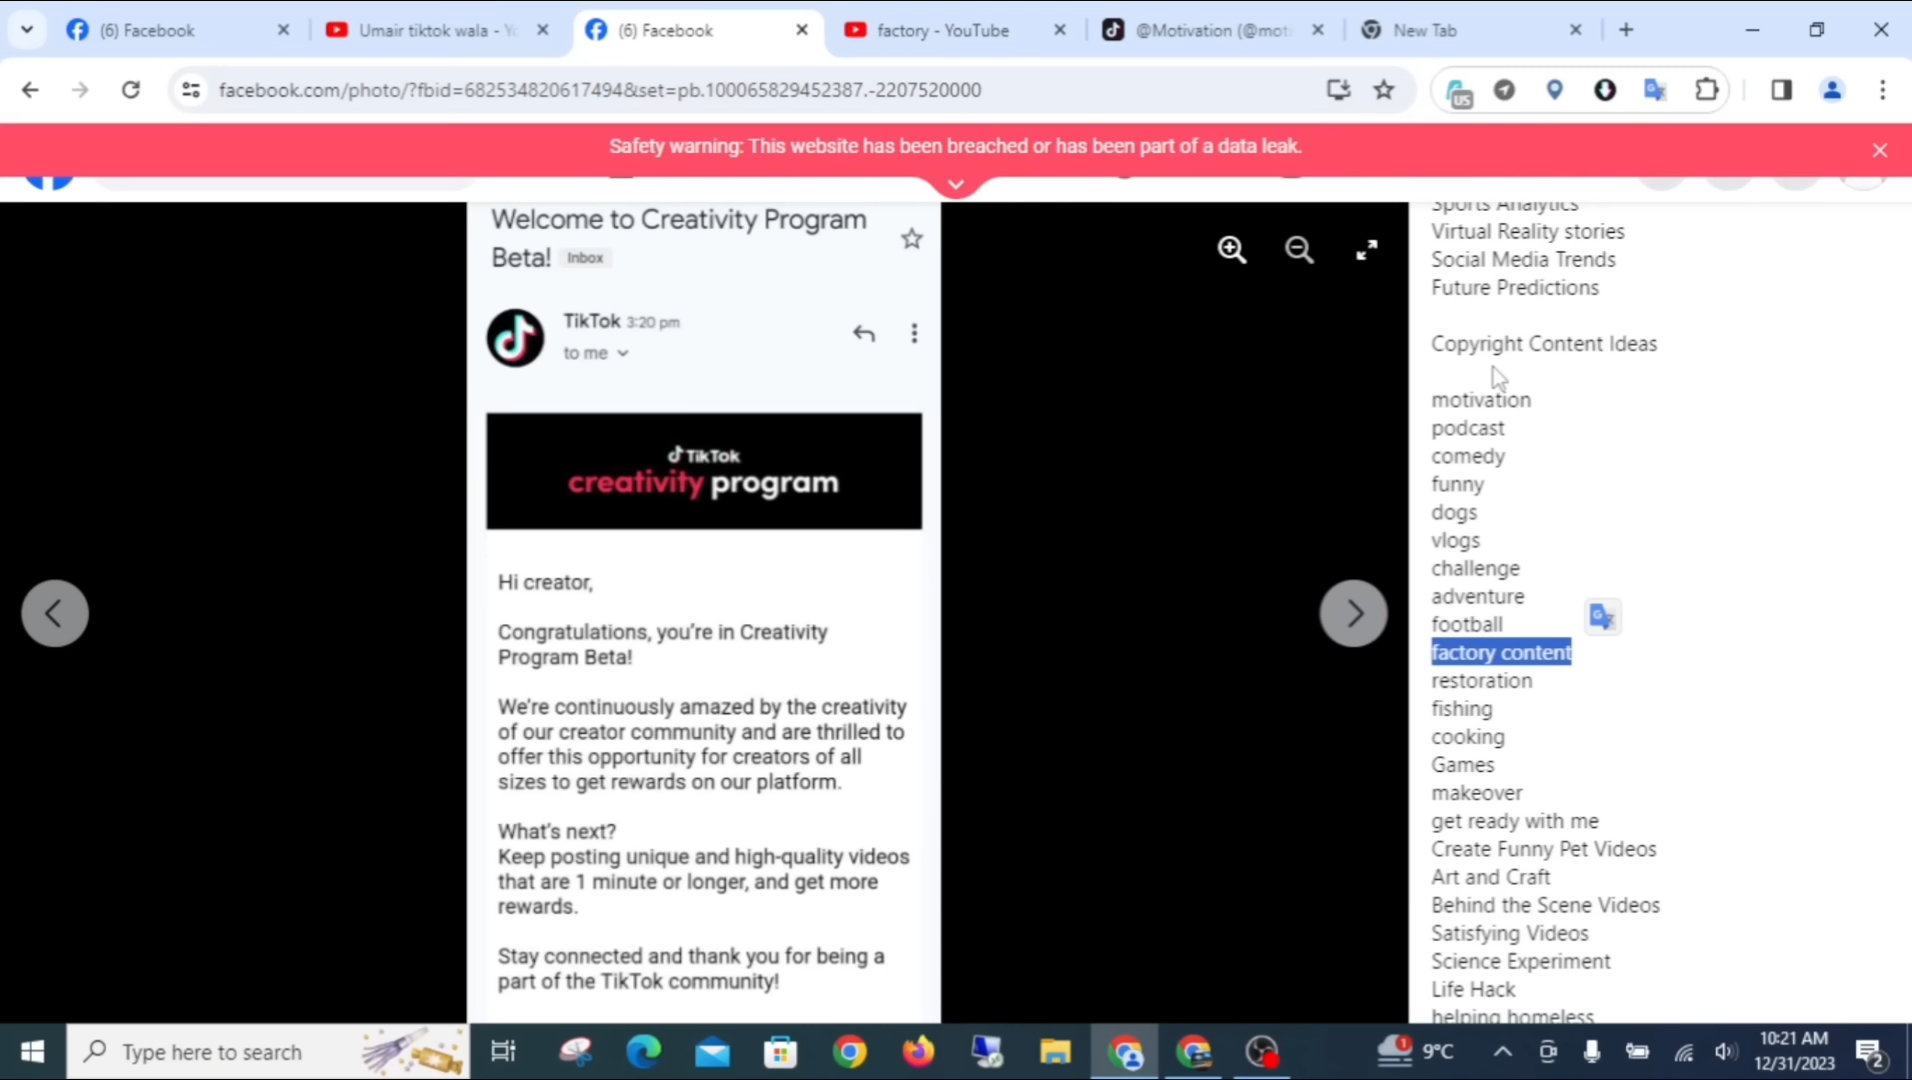 (6) Facebook
Umair tiktok wala - Yo
(6) Facebook
factory - YouTube
@Motivation (@moti
New Tab
facebook.com/photo/?fbid=682534820617494&set=pb.100065829452387.-2207520000
US
Safety warning: This website has been breached or has been part of a data leak.
Welcome to Creativity Program
Beta! Inbox
TikTok 3:20 pm
to me
TikTok
creativity program
Hi creator,
Congratulations, you're in Creativity
Program Beta!
We're continuously amazed by the creativity
of our creator community and are thrilled to
offer this opportunity for creators of all
sizes to get rewards on our platform.
What's next?
Keep posting unique and high-quality videos
that are 1 minute or longer, and get more
rewards.
Stay connected and thank you for being a
part of the TikTok community!
Sports Analytics
Virtual Reality stories
Social Media Trends
Future Predictions
Copyright Content Ideas
motivation
podcast
comedy
funny
dogs
vlogs
challenge
adventure
football
factory content
restoration
fishing
cooking
Games
makeover
get ready with me
Create Funny Pet Videos
Art and Craft
Behind the Scene Videos
Satisfying Videos
Science Experiment
Life Hack
helping homeless
Type here to search
1
9°C
10:21 AM
12/31/2023
2